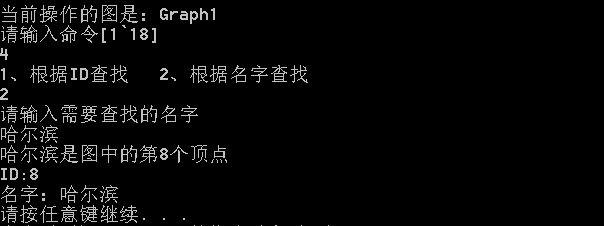 当前操作的图是：Graph1
请输入命令[1`18]
4
1、根据ID查找   2、根据名字查找
2
请输入需要查找的名字
哈尔滨
哈尔滨是图中的第8个顶点
ID:8
名字：哈尔滨
请按任意键继续. . .